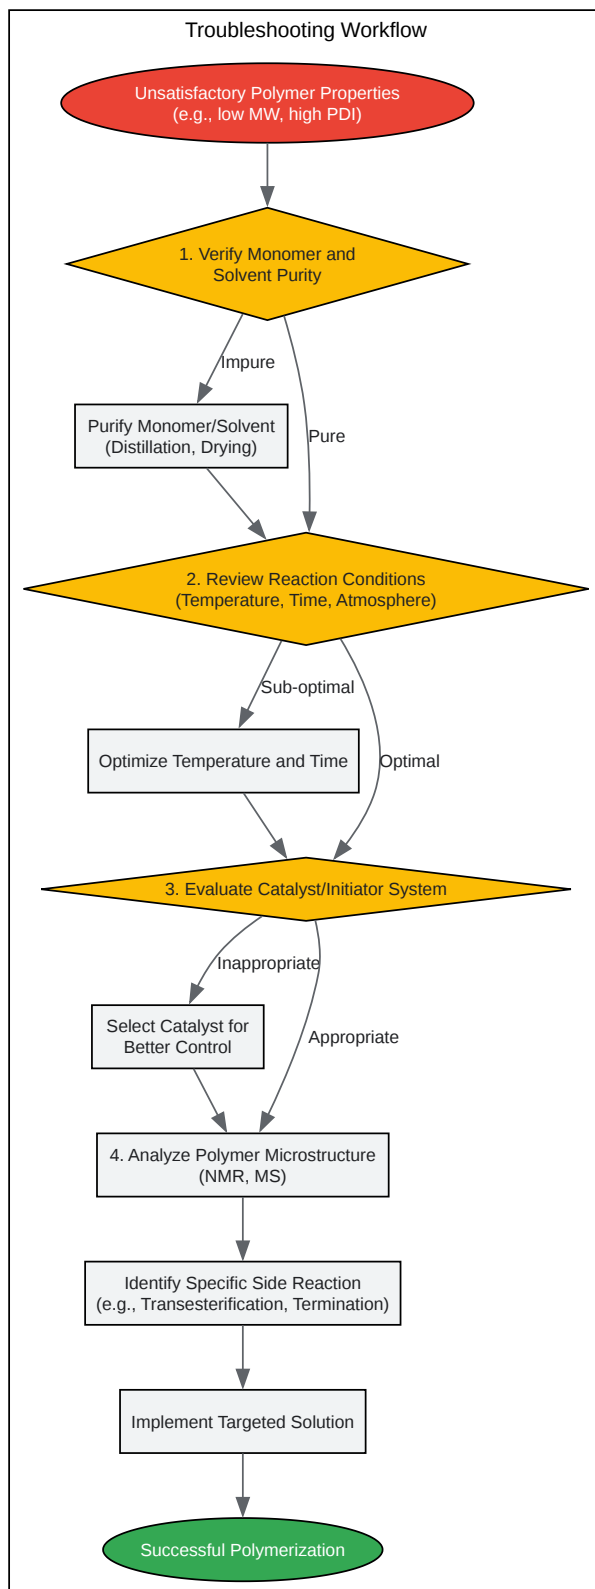 Troubleshooting Workflow
Unsatisfactory Polymer Properties
(e.g., low MW, high PDI)
1. Verify Monomer and
Solvent Purity
Impure
Purify Monomer/Solvent
(Distillation, Drying)
Pure
2. Review Reaction Conditions
(Temperature, Time, Atmosphere)
Sub-optimal
Optimize Temperature and Time
Optimal
3. Evaluate Catalyst/Initiator System
Inappropriate
Select Catalyst for
Better Control
Appropriate
4. Analyze Polymer Microstructure
(NMR, MS)
Identify Specific Side Reaction
(e.g., Transesterification, Termination)
Implement Targeted Solution
Successful Polymerization